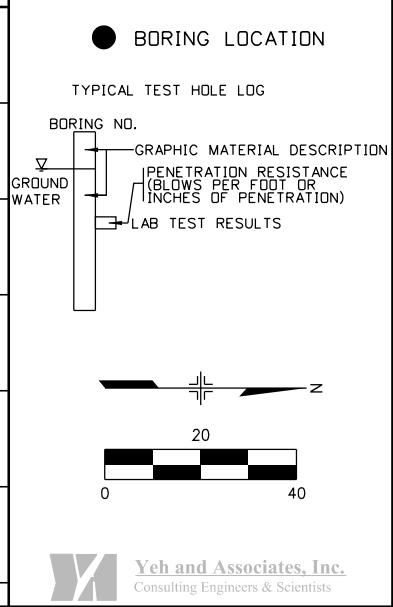 BORING LOCATION
TYPICAL TEST HOLE LOG
BORING NO.
GRAPHIC MATERIAL DESCRIPTION
PENETRATION RESISTANCE
(BLOWS PER FOOT OR
INCHES OF PENETRATION)
GROUND
WATER
LAB TEST RESULTS
N
20
0 40
Yeh and Associates, Inc.
Consulting Engineers & Scientists